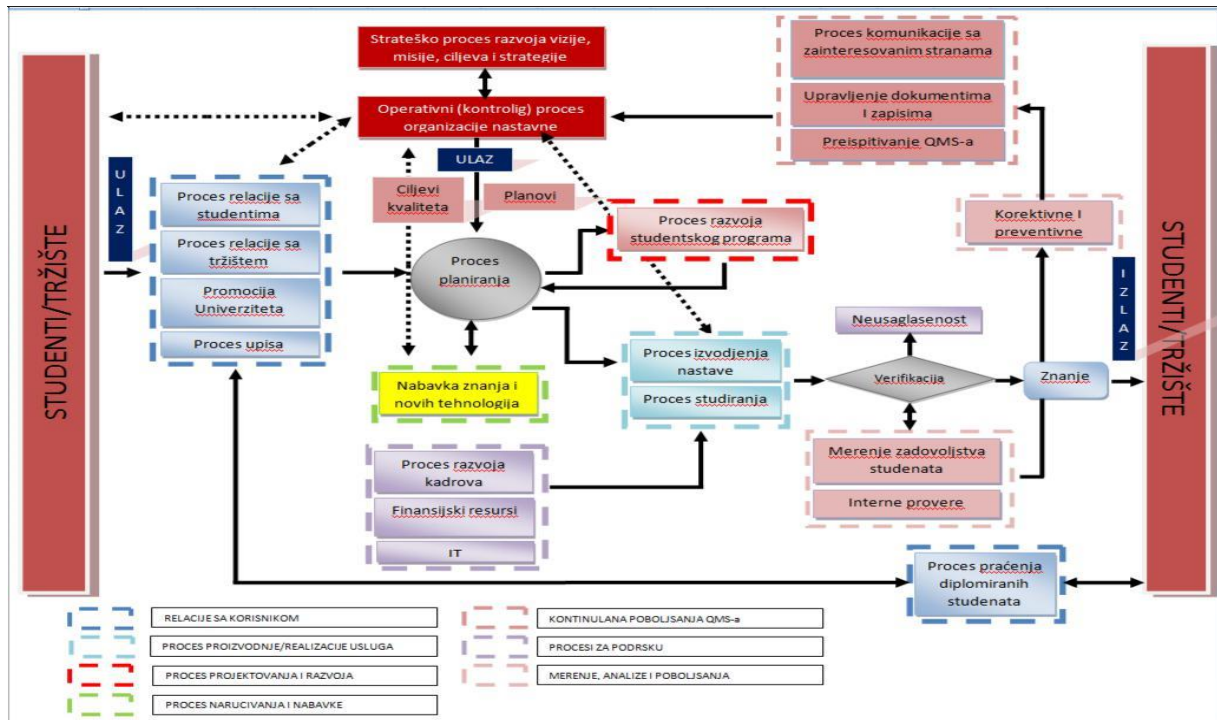 STUDENTI/TRŽIŠTE
ULAZ
Strateško proces razvoja vizije,
misije, ciljeva i strategije
Operativni (kontrolig) proces
organizacije nastavne
ULAZ
Ciljevi
kvaliteta
Planovi
Proces relacije sa
studentima
Proces relacije sa
tržištem
Promocija
Univerziteta
Proces upisa
Proces
planiranja
Proces razvoja
studentskog programa
Nabavka znanja i
novih tehnologija
Proces izvodjenja
nastave
Proces studiranja
Proces razvoja
kadrova
Finansijski resursi
IT
Proces komunikacije sa
zainteresovanim stranama
Upravljenje dokumentima
I zapisima
Preispitivanje QMS-a
Korektivne I
preventivne
Neusaglasenost
Verifikacija
Znanje
Merenje zadovoljstva
studenata
Interne provere
Proces praćenja
diplomiranih
studenata
IZLAZ
STUDENTI/TRŽIŠTE
RELACIJE SA KORISNIKOM
PROCES PROIZVODNJE/REALIZACIJE USLUGA
PROCES PROJEKTOVANJA I RAZVOJA
PROCES NARUCIVANJA I NABAVKE
KONTINULANA POBOLJSANJA QMS-a
PROCESI ZA PODRSKU
MERENJE, ANALIZE I POBOLJSANJA